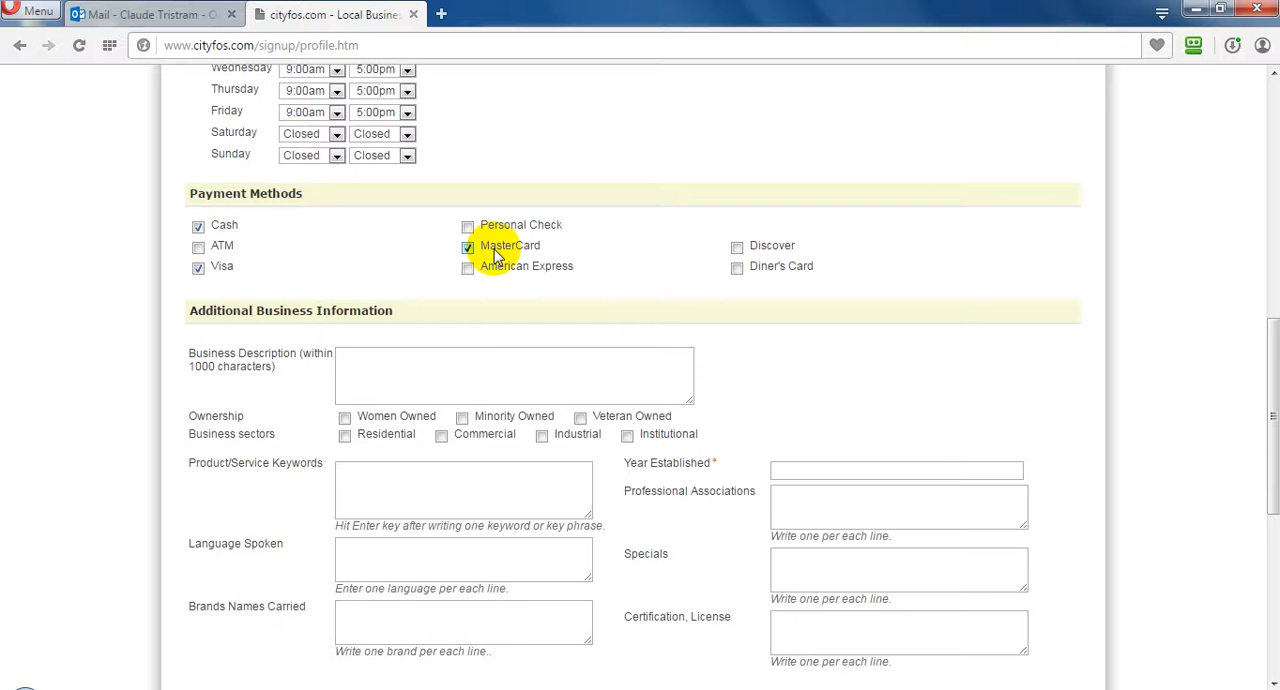 Menu
Mail - Claude Tristram - O
cityfos.com - Local Busines
www.cityfos.com/signup/profile.htm
Wednesday 9:00am 5:00pm
Thursday 9:00am 5:00pm
Friday 9:00am 5:00pm
Saturday Closed Closed
Sunday Closed Closed
Payment Methods
Cash Personal Check
ATM MasterCard Discover
Visa American Express Diner's Card
Additional Business Information
Business Description (within
1000 characters)
Ownership Women Owned Minority Owned Veteran Owned
Business sectors Residential Commercial Industrial Institutional
Product/Service Keywords Year Established *
Professional Associations
Hit Enter key after writing one keyword or key phrase.
Write one per each line.
Language Spoken Specials
Enter one language per each line.
Write one per each line.
Brands Names Carried Certification, License
Write one brand per each line..
Write one per each line.